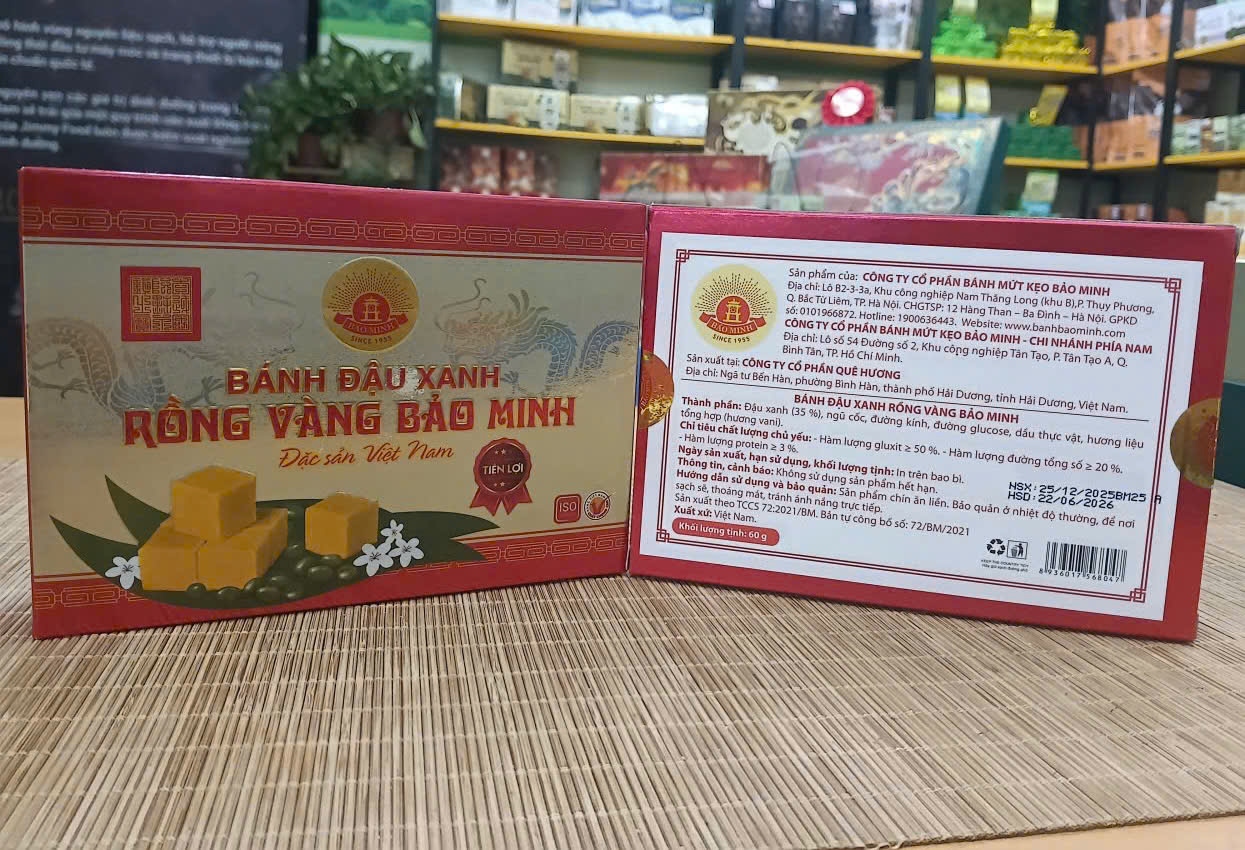 BẢO MINH
SINCE 1955
BÁNH ĐẬU XANH
RỒNG VÀNG BẢO MINH
Đặc sản Việt Nam
TIỆN LỢI
ISO
BẢO MINH
SINCE 1955
Sản phẩm của: CÔNG TY CỔ PHẦN BÁNH MỨT KẸO BẢO MINH
Địa chỉ: Lô B2-3-3a, Khu công nghiệp Nam Thăng Long (khu B),P. Thụy Phương,
Q. Bắc Từ Liêm, TP. Hà Nội. CHGTSP: 12 Hàng Than – Ba Đình – Hà Nội. GPKD
số: 0101966872. Hotline: 1900636443. Website: www.banhbaominh.com
CÔNG TY CỔ PHẦN BÁNH MỨT KẸO BẢO MINH - CHI NHÁNH PHÍA NAM
Địa chỉ: Lô số 54 Đường số 2, Khu công nghiệp Tân Tạo, P. Tân Tạo A, Q.
Bình Tân, TP. Hồ Chí Minh.
Sản xuất tại: CÔNG TY CỔ PHẦN QUÊ HƯƠNG
Địa chỉ: Ngã tư Bến Hàn, phường Bình Hàn, thành phố Hải Dương, tỉnh Hải Dương, Việt Nam.
BÁNH ĐẬU XANH RỒNG VÀNG BẢO MINH
Thành phần: Đậu xanh (35 %), ngũ cốc, đường kính, đường glucose, dầu thực vật, hương liệu
tổng hợp (hương vani).
Chỉ tiêu chất lượng chủ yếu: - Hàm lượng gluxit ≥ 50 %. - Hàm lượng đường tổng số ≥ 20 %.
- Hàm lượng protein ≥ 3 %.
Ngày sản xuất, hạn sử dụng, khối lượng tịnh: In trên bao bì.
Thông tin, cảnh báo: Không sử dụng sản phẩm hết hạn.
Hướng dẫn sử dụng và bảo quản: Sản phẩm chín ăn liền. Bảo quản ở nhiệt độ thường, để nơi
sạch sẽ, thoáng mát, tránh ánh nắng trực tiếp.
Sản xuất theo TCCS 72:2021/BM. Bản tự công bố số: 72/BM/2021
Xuất xứ: Việt Nam.
Khối lượng tịnh: 60 g
NSX: 25/12/2025BM25 A
HSD: 22/06/2026
KEEP THE COUNTRY TIDY
8 936017 568047